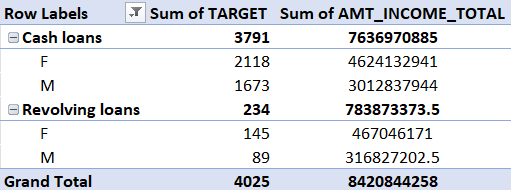 Row Labels Sum of TARGET Sum of AMT_INCOME_TOTAL
Cash loans 3791 7636970885
F 2118 4624132941
M 1673 3012837944
Revolving loans 234 783873373.5
F 145 467046171
M 89 316827202.5
Grand Total 4025 8420844258